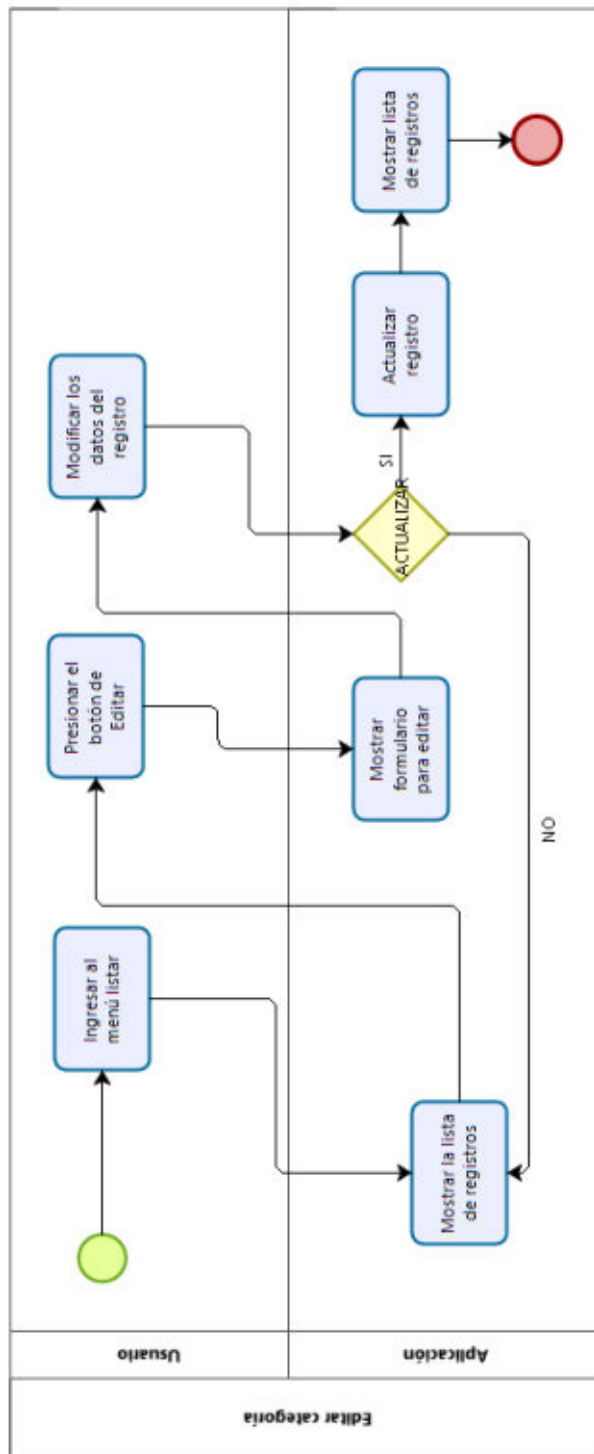 Editar categoría
Usuario
Aplicación
Ingresar al
menú listar
Mostrar la lista
de registros
Presionar el
botón de
Editar
Mostrar
formulario
para editar
Modificar los
datos del
registro
ACTUALIZAR
SI
NO
Actualizar
registro
Mostrar lista
de registros